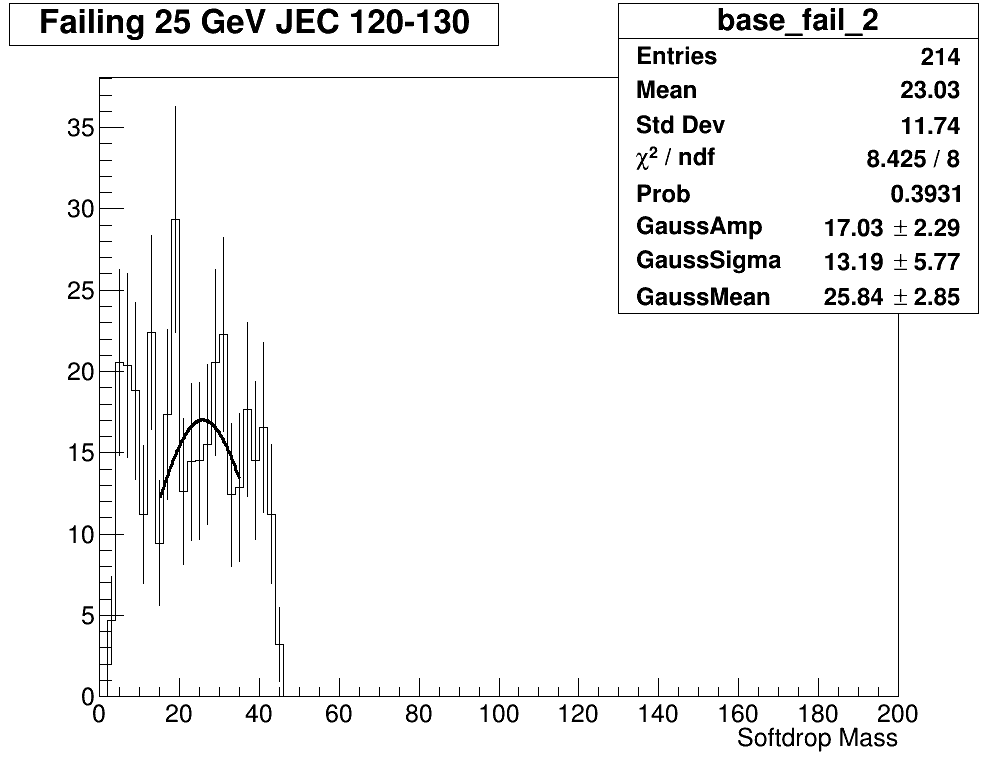 Failing 25 GeV JEC 120-130
base_fail_2
Entries 214
Mean 23.03
Std Dev 11.74
χ² / ndf 8.425 / 8
Prob 0.3931
GaussAmp 17.03 ± 2.29
GaussSigma 13.19 ± 5.77
GaussMean 25.84 ± 2.85
35
30
25
20
15
10
5
0
0 20 40 60 80 100 120 140 160 180 200
Softdrop Mass